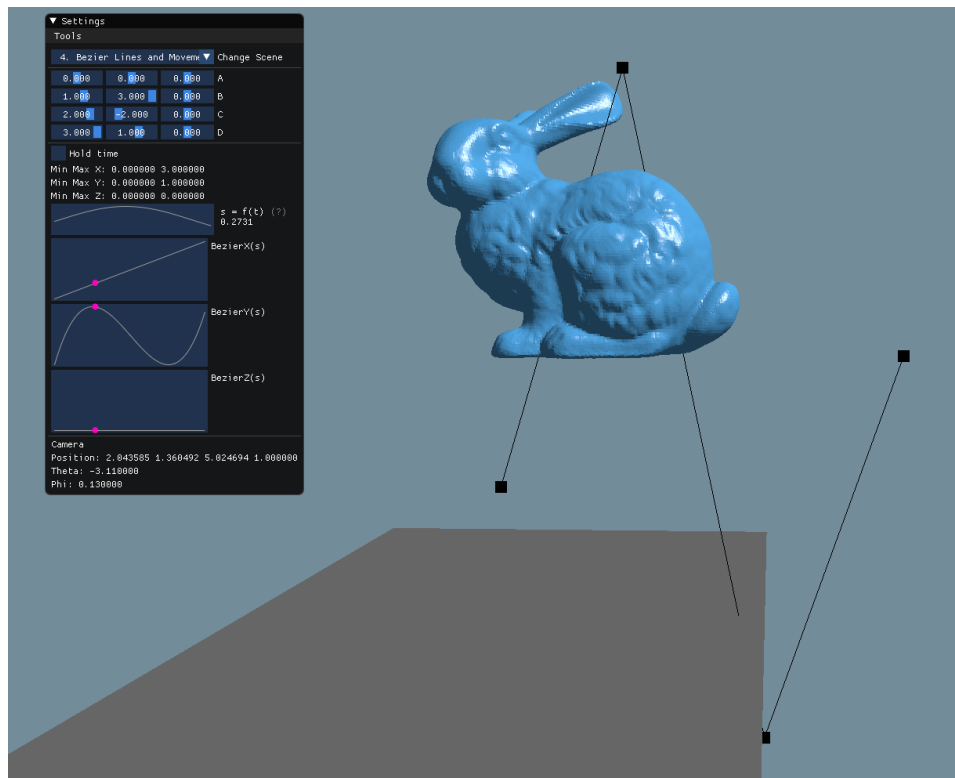 Settings
Tools
4. Bezier Lines and Moveme Change Scene
0.000 0.000 0.000 A
1.000 3.000 0.000 B
2.000 -2.000 0.000 C
3.000 1.000 0.000 D
Hold time
Min Max X: 0.000000 3.000000
Min Max Y: 0.000000 1.000000
Min Max Z: 0.000000 0.000000
s = f(t) (?)
0.2731
BezierX(s)
BezierY(s)
BezierZ(s)
Camera
Position: 2.043585 1.360492 5.024694 1.000000
Theta: -3.110000
Phi: 0.130000